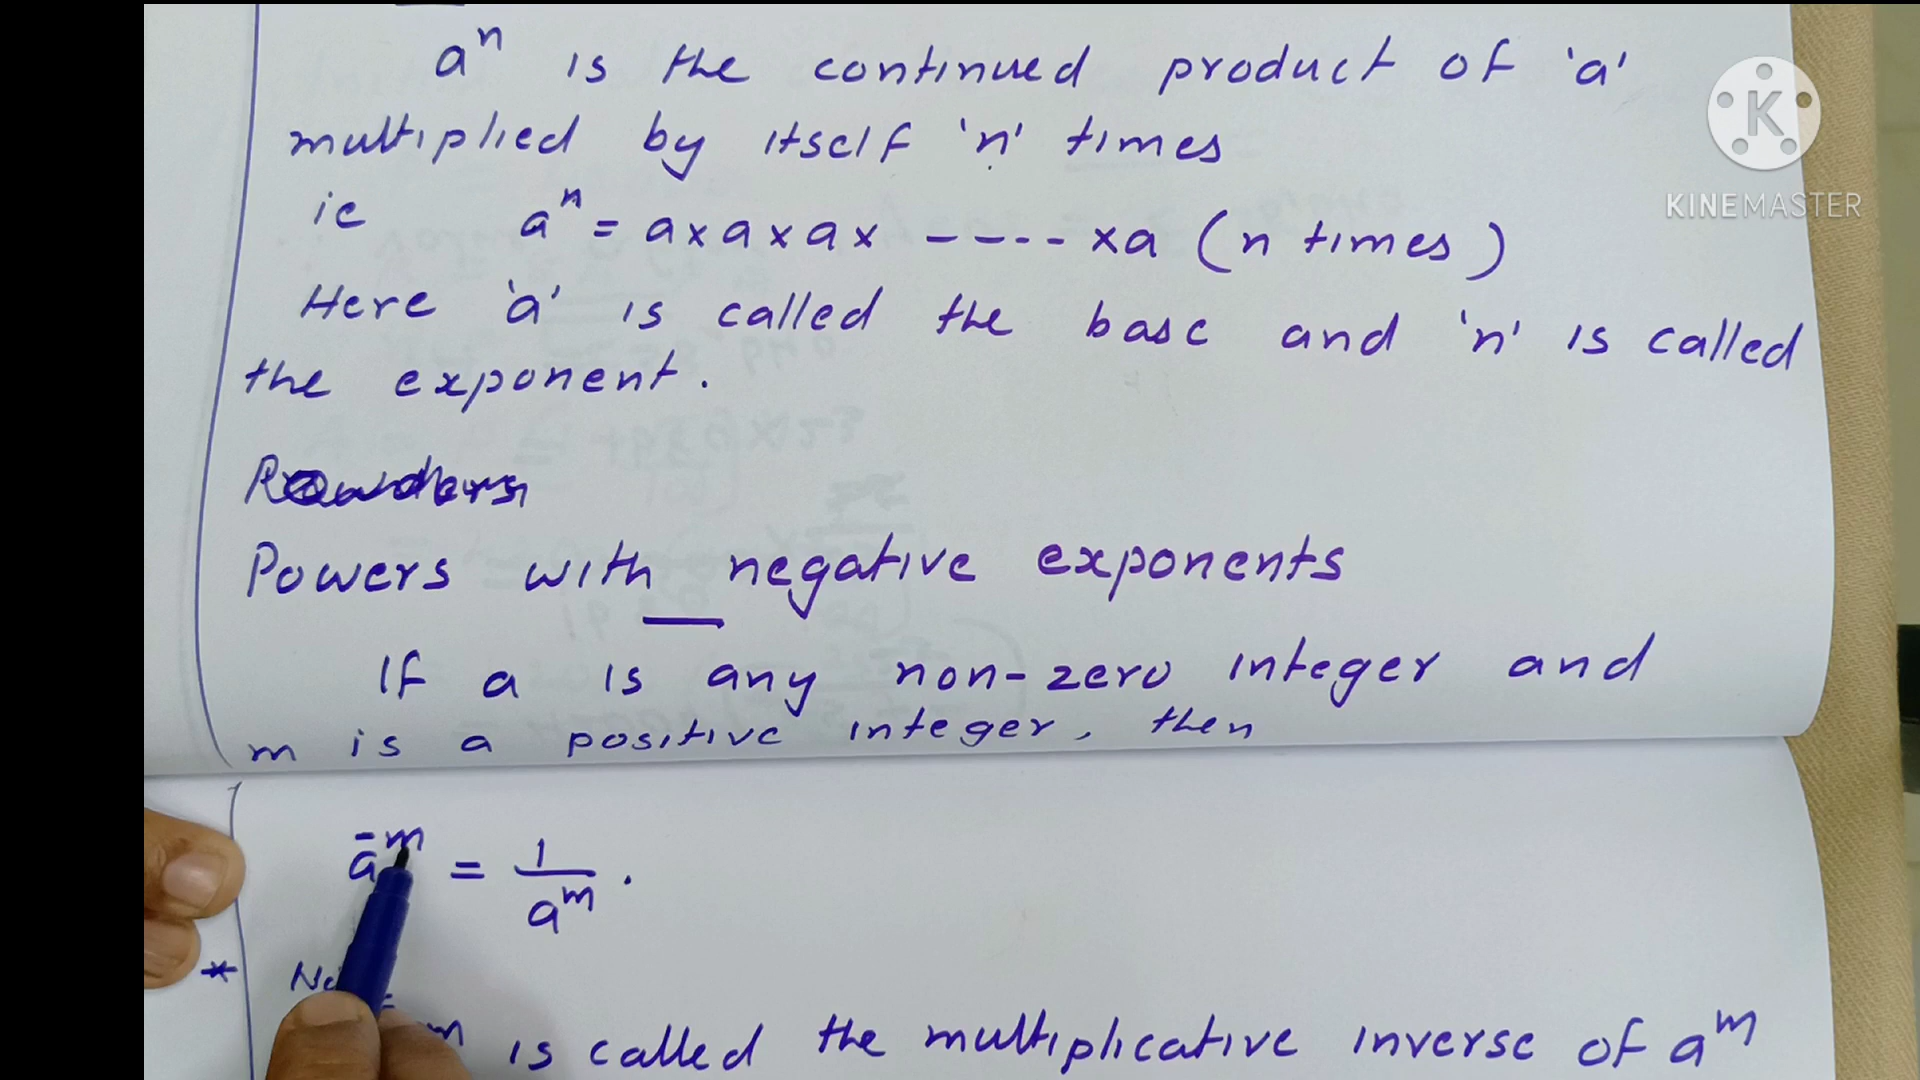 aⁿ is the continued product of 'a'
multiplied by itself 'n' times
ie aⁿ = a × a × a × ----- × a (n times)
Here 'a' is called the base and 'n' is called
the exponent.
Powers with negative exponents
If a is any non-zero integer and
m is a positive integer, then
a⁻ᵐ = 1/aᵐ.
*
is called the multiplicative inverse of aᵐ
K
KINEMASTER